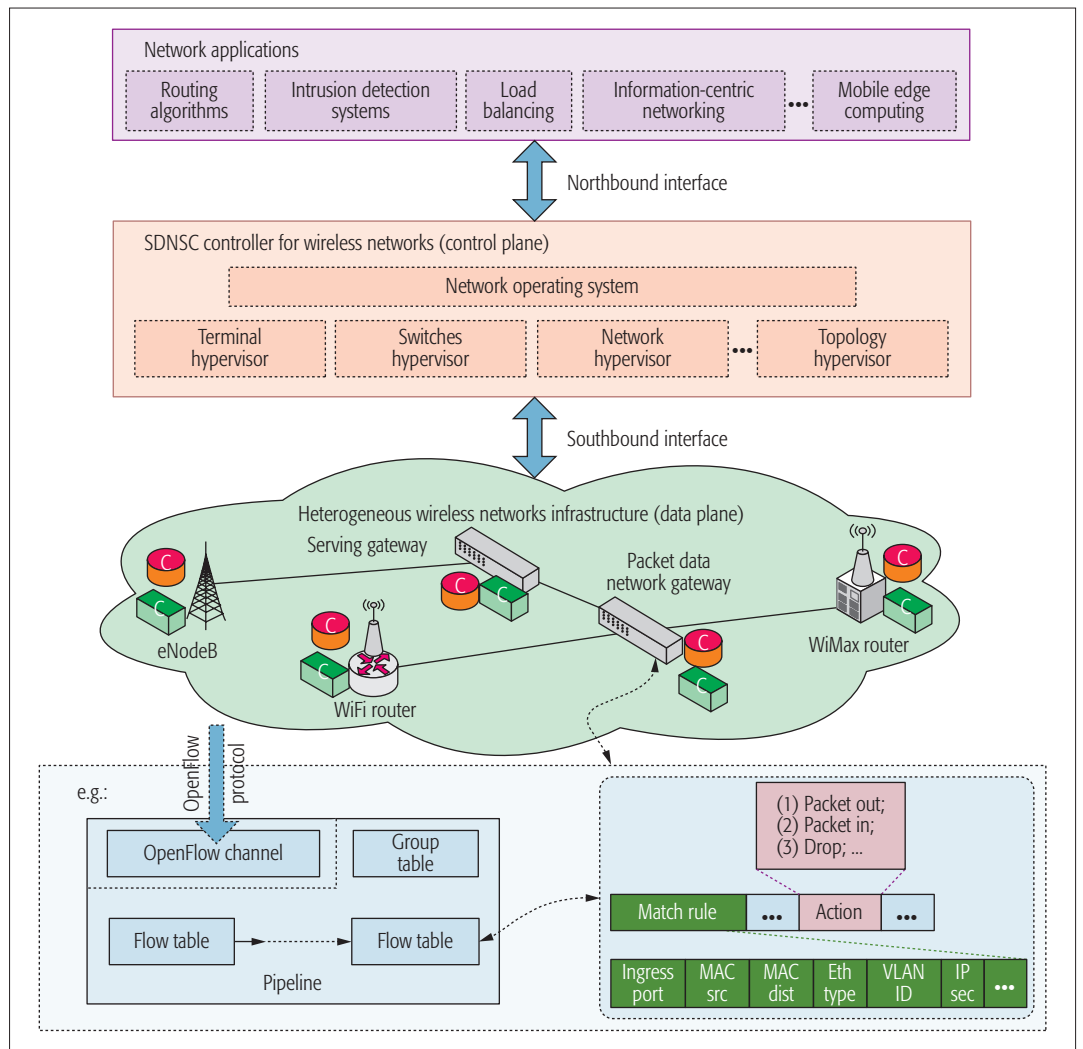 Network applications
Routing
algorithms
Intrusion detection
systems
Load
balancing
Information-centric
networking
•••
Mobile edge
computing
Northbound interface
SDNSC controller for wireless networks (control plane)
Network operating system
Terminal
hypervisor
Switches
hypervisor
Network
hypervisor
•••
Topology
hypervisor
Southbound interface
Heterogeneous wireless networks infrastructure (data plane)
Serving gateway
Packet data
network gateway
C
C
eNodeB
C
C
C
C
WiFi router
C
C
C
C
WiMax router
OpenFlow
protocol
e.g.:
OpenFlow channel
Group
table
Flow table
Flow table
Pipeline
(1) Packet out;
(2) Packet in;
(3) Drop; ...
Match rule
•••
Action
•••
Ingress
port
MAC
src
MAC
dist
Eth
type
VLAN
ID
IP
sec
•••